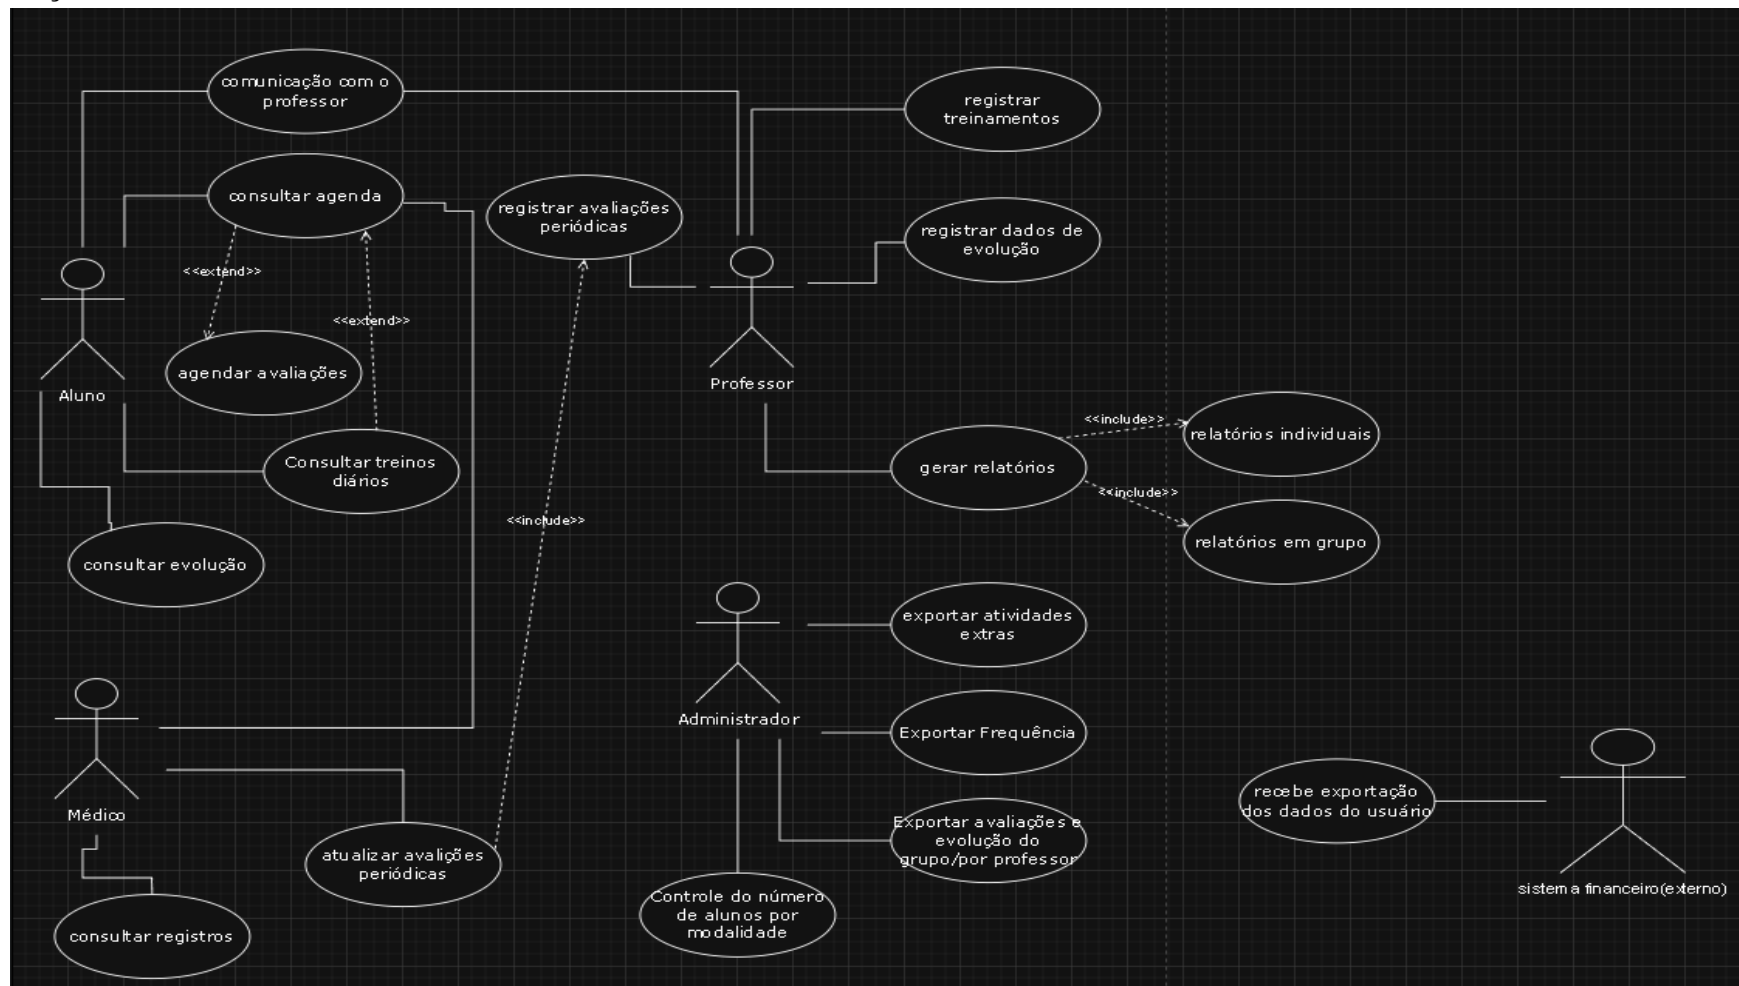 comunicação com o
professor
registrar
treinamentos
consultar agenda
registrar avaliações
periódicas
registrar dados de
evolução
<<extend>>
<<extend>>
agendar avaliações
Aluno
Professor
<<include>>
relatórios individuais
Consultar treinos
diários
gerar relatórios
<<include>>
<<include>>
relatórios em grupo
consultar evolução
exportar atividades
extras
Administrador
Exportar Frequência
Médico
recebe exportação
dos dados do usuário
Exportar avaliações e
evolução do
grupo/por professor
atualizar avalições
periódicas
sistema financeiro(externo)
Controle do número
de alunos por
modalidade
consultar registros